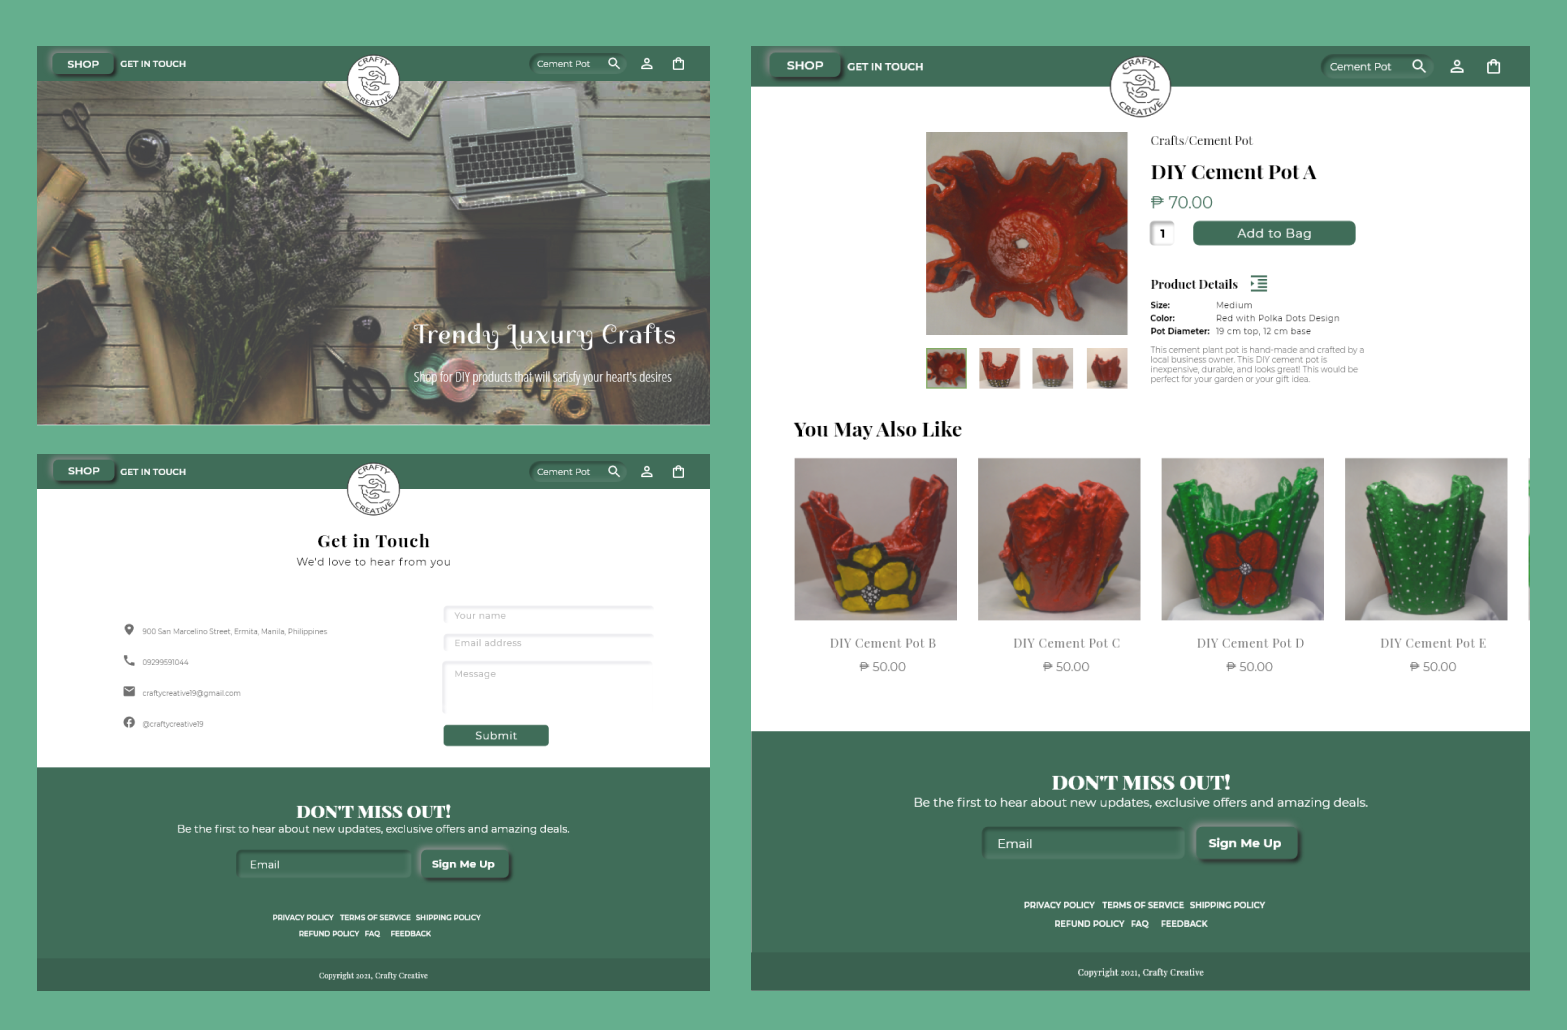 SHOP
GET IN TOUCH
CRAFTY
CREATIVE
Cement Pot
Trendy Luxury Crafts
Shop for DIY products that will satisfy your heart's desires
SHOP
GET IN TOUCH
CRAFTY
CREATIVE
Cement Pot
Get in Touch
We'd love to hear from you
900 San Marcelino Street, Ermita, Manila, Philippines
09299591044
craftycreative19@gmail.com
@craftycreative19
Your name
Email address
Message
Submit
DON'T MISS OUT!
Be the first to hear about new updates, exclusive offers and amazing deals.
Email
Sign Me Up
PRIVACY POLICY TERMS OF SERVICE SHIPPING POLICY
REFUND POLICY FAQ FEEDBACK
Copyright 2021, Crafty Creative
SHOP
GET IN TOUCH
CRAFTY
CREATIVE
Cement Pot
Crafts/Cement Pot
DIY Cement Pot A
₱ 70.00
1
Add to Bag
Product Details
Size: Medium
Color: Red with Polka Dots Design
Pot Diameter: 19 cm top, 12 cm base
This cement plant pot is hand-made and crafted by a
local business owner. This DIY cement pot is
inexpensive, durable, and looks great! This would be
perfect for your garden or your gift idea.
You May Also Like
DIY Cement Pot B
₱ 50.00
DIY Cement Pot C
₱ 50.00
DIY Cement Pot D
₱ 50.00
DIY Cement Pot E
₱ 50.00
DON'T MISS OUT!
Be the first to hear about new updates, exclusive offers and amazing deals.
Email
Sign Me Up
PRIVACY POLICY TERMS OF SERVICE SHIPPING POLICY
REFUND POLICY FAQ FEEDBACK
Copyright 2021, Crafty Creative